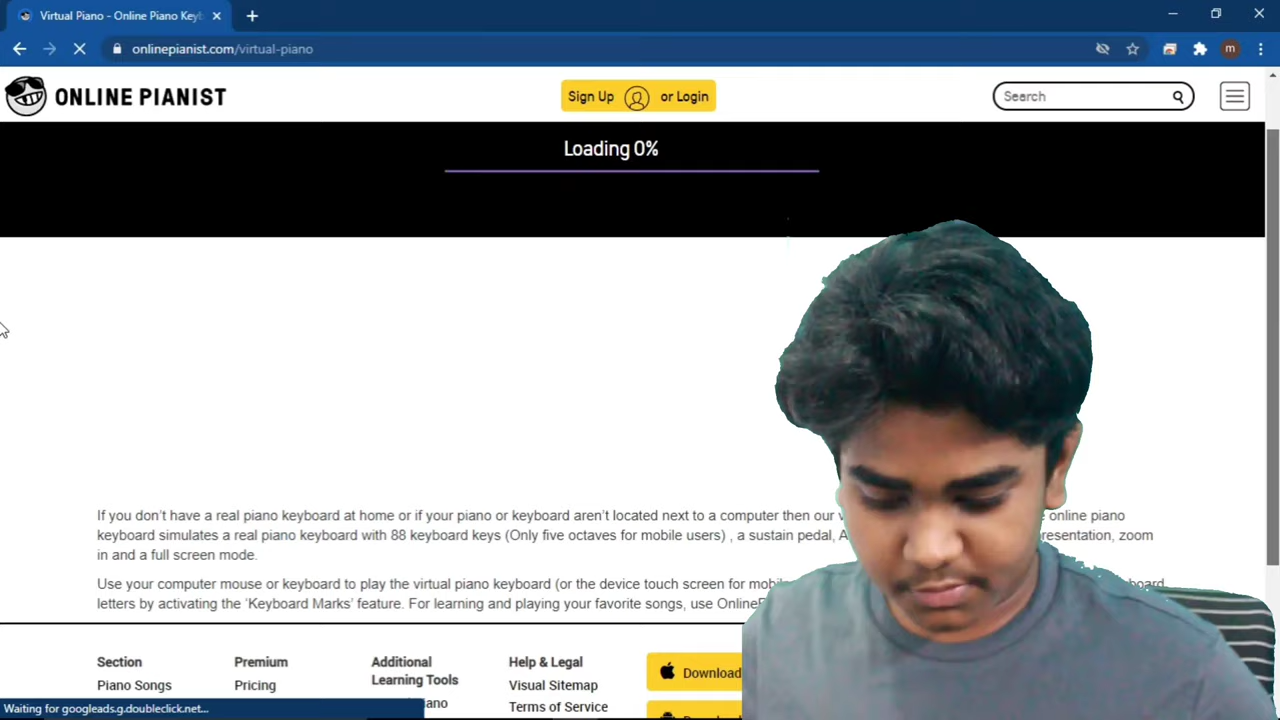 Virtual Piano - Online Piano Key
onlinepianist.com/virtual-piano
m
ONLINE PIANIST
Sign Up or Login
Search
Loading 0%
If you don't have a real piano keyboard at home or if your piano or keyboard aren't located next to a computer then our online piano
keyboard simulates a real piano keyboard with 88 keyboard keys (Only five octaves for mobile users) , a sustain pedal, presentation, zoom
in and a full screen mode.
Use your computer mouse or keyboard to play the virtual piano keyboard (or the device touch screen for
letters by activating the 'Keyboard Marks' feature. For learning and playing your favorite songs, use
Section
Premium
Additional
Learning Tools
Help & Legal
Piano Songs
Pricing
Visual Sitemap
Terms of Service
Download
Waiting for googleads.g.doubleclick.net...